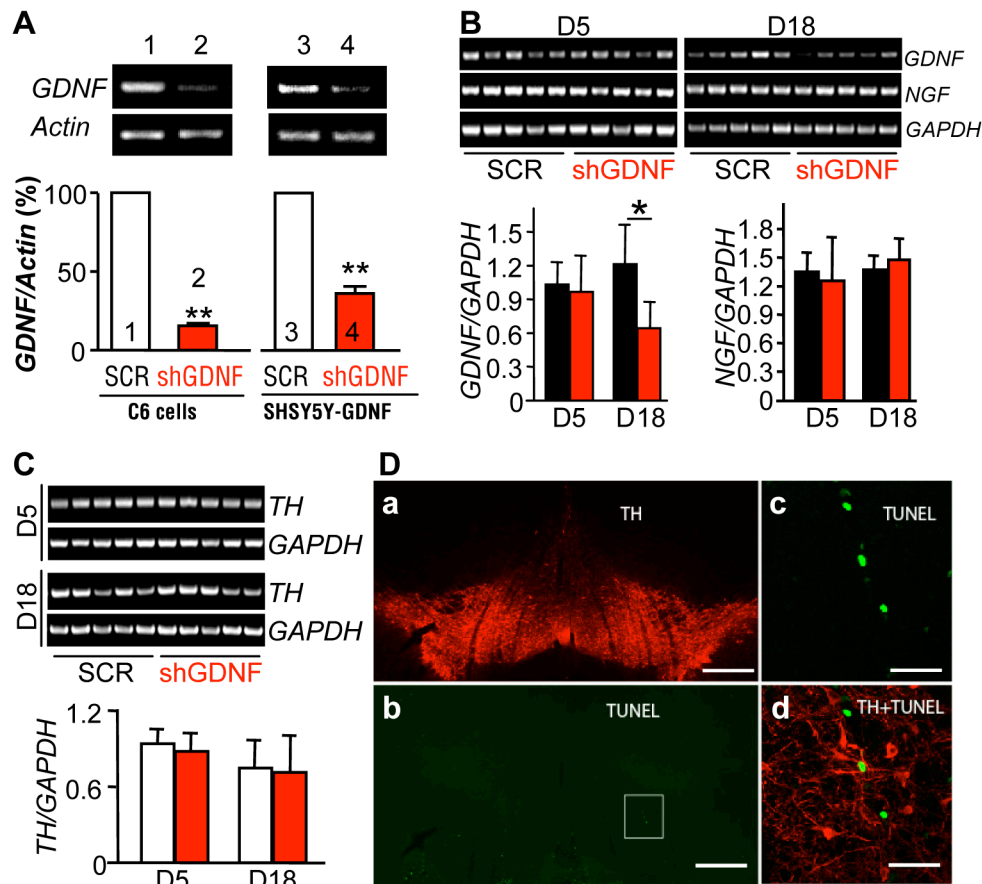 A
1 2 3 4
GDNF
Actin
GDNF/Actin (%)
100
50
0
1
2
**
3
**
4
SCR shGDNF SCR shGDNF
C6 cells SHSY5Y-GDNF
B
D5 D18
GDNF
NGF
GAPDH
SCR shGDNF SCR shGDNF
GDNF/GAPDH
1.5
1.2
0.9
0.6
0.3
0
*
D5 D18
NGF/GAPDH
1.8
1.5
1.2
0.9
0.6
0.3
0
D5 D18
C
D5
TH
GAPDH
D18
TH
GAPDH
SCR shGDNF
TH/GAPDH
1.2
0.6
0
D5 D18
D
a TH
b TUNEL
c TUNEL
d TH+TUNEL